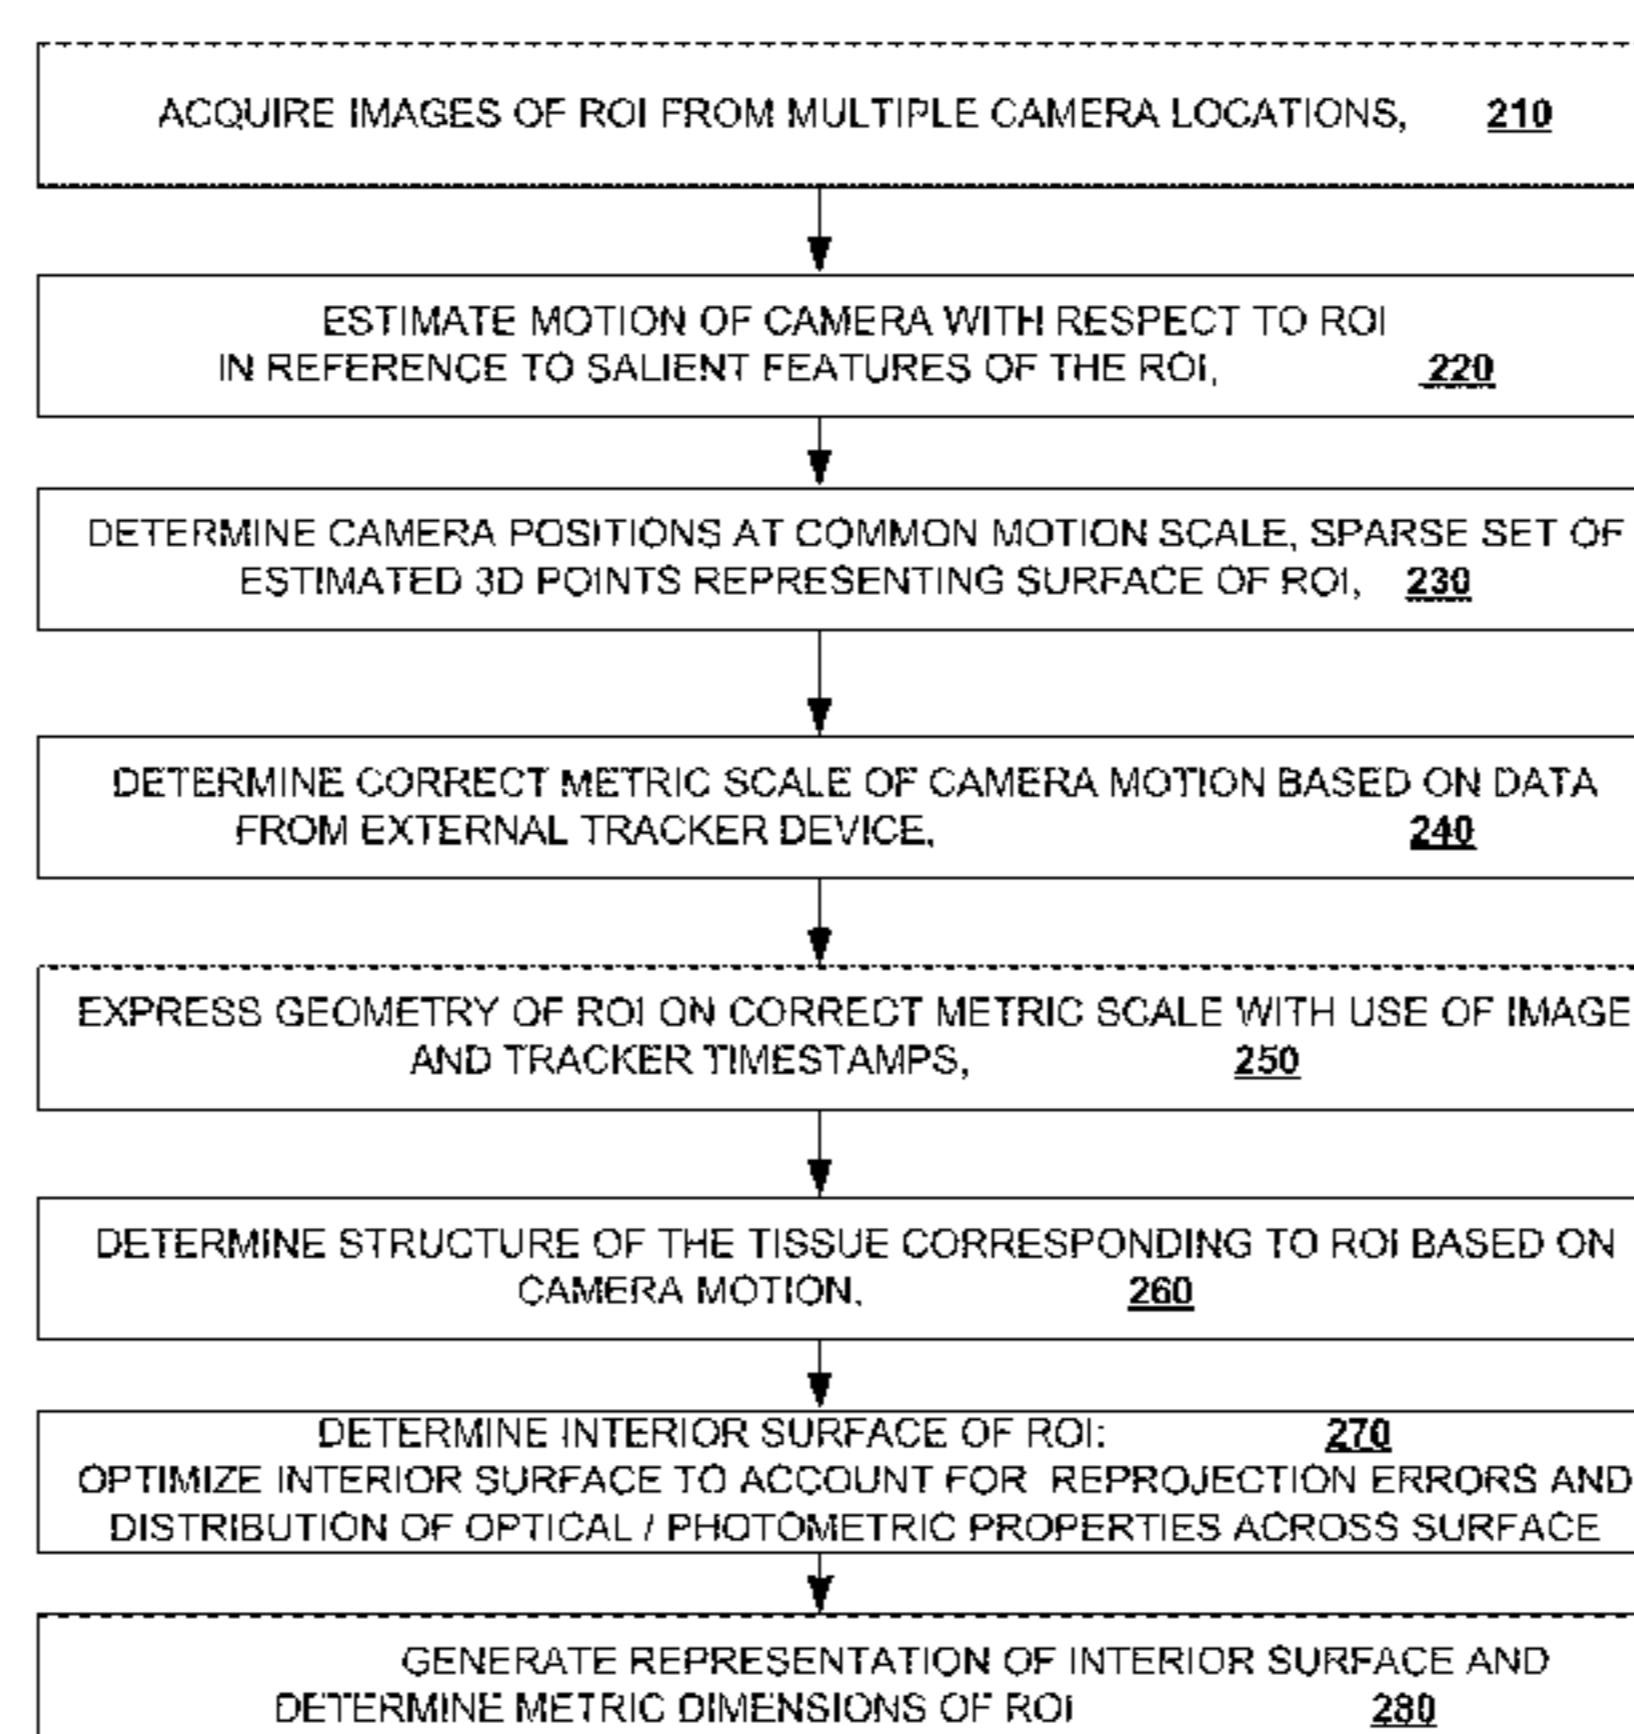 ACQUIRE IMAGES OF ROI FROM MULTIPLE CAMERA LOCATIONS, 210
ESTIMATE MOTION OF CAMERA WITH RESPECT TO ROI
IN REFERENCE TO SALIENT FEATURES OF THE ROI, 220
DETERMINE CAMERA POSITIONS AT COMMON MOTION SCALE, SPARSE SET OF
ESTIMATED 3D POINTS REPRESENTING SURFACE OF ROI, 230
DETERMINE CORRECT METRIC SCALE OF CAMERA MOTION BASED ON DATA
FROM EXTERNAL TRACKER DEVICE, 240
EXPRESS GEOMETRY OF ROI ON CORRECT METRIC SCALE WITH USE OF IMAGE
AND TRACKER TIMESTAMPS, 250
DETERMINE STRUCTURE OF THE TISSUE CORRESPONDING TO ROI BASED ON
CAMERA MOTION, 260
DETERMINE INTERIOR SURFACE OF ROI: 270
OPTIMIZE INTERIOR SURFACE TO ACCOUNT FOR REPROJECTION ERRORS AND
DISTRIBUTION OF OPTICAL / PHOTOMETRIC PROPERTIES ACROSS SURFACE
GENERATE REPRESENTATION OF INTERIOR SURFACE AND
DETERMINE METRIC DIMENSIONS OF ROI 280